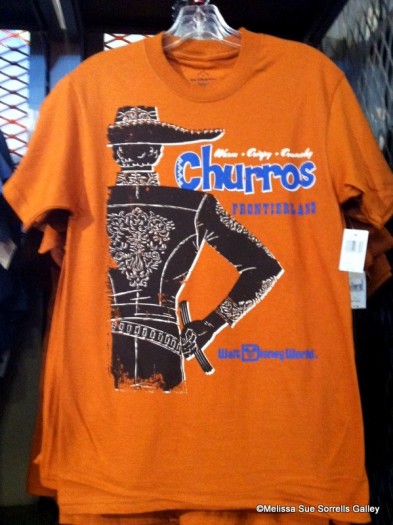 Warm • Crispy • Crunchy
Churros
FRONTIERLAND
Walt Disney World
©Melissa Sue Sorrells Galley